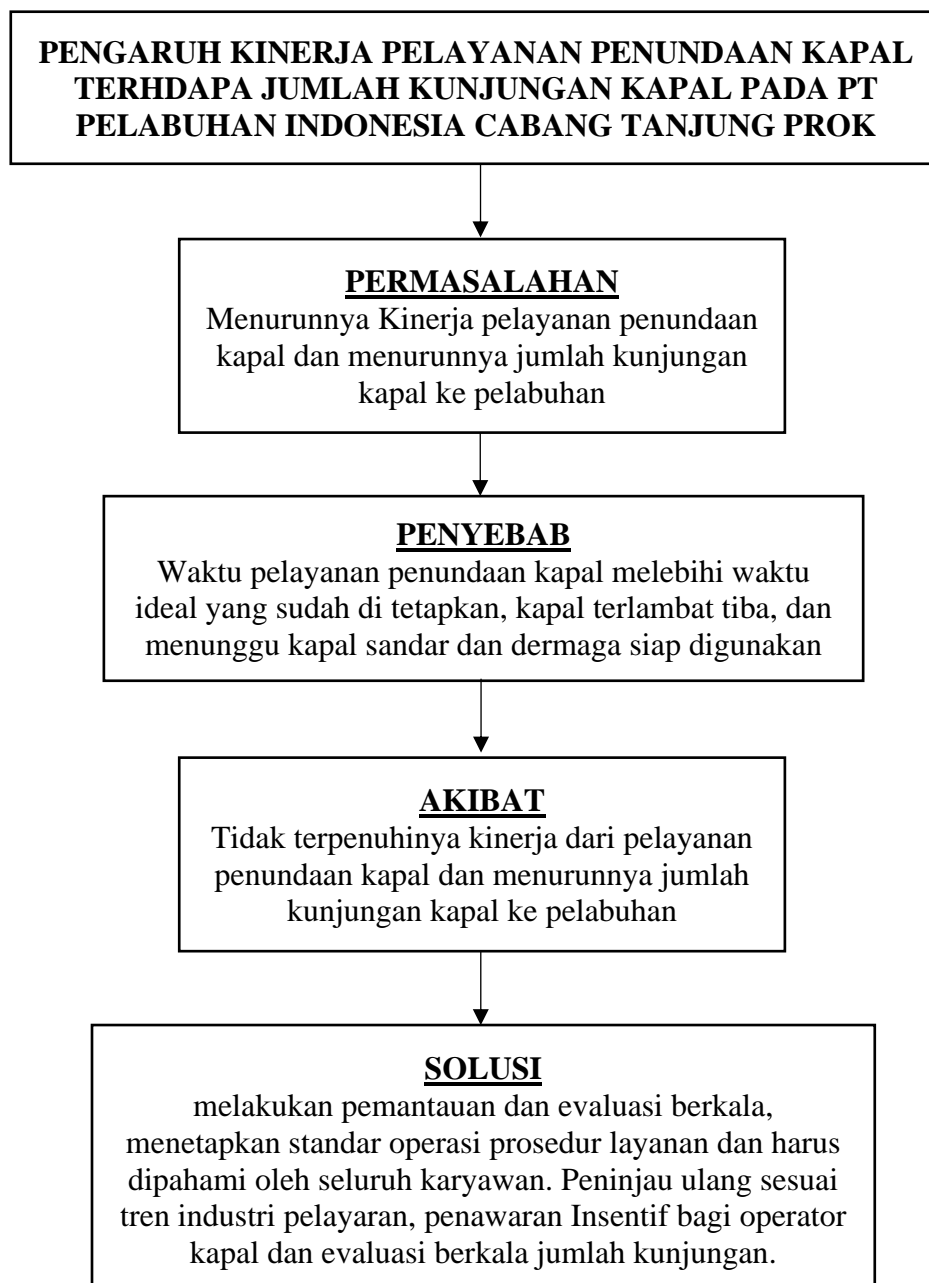 PENGARUH KINERJA PELAYANAN PENUNDAAN KAPAL
TERHDAPA JUMLAH KUNJUNGAN KAPAL PADA PT
PELABUHAN INDONESIA CABANG TANJUNG PROK
PERMASALAHAN
Menurunnya Kinerja pelayanan penundaan
kapal dan menurunnya jumlah kunjungan
kapal ke pelabuhan
PENYEBAB
Waktu pelayanan penundaan kapal melebihi waktu
ideal yang sudah di tetapkan, kapal terlambat tiba, dan
menunggu kapal sandar dan dermaga siap digunakan
AKIBAT
Tidak terpenuhinya kinerja dari pelayanan
penundaan kapal dan menurunnya jumlah
kunjungan kapal ke pelabuhan
SOLUSI
melakukan pemantauan dan evaluasi berkala,
menetapkan standar operasi prosedur layanan dan harus
dipahami oleh seluruh karyawan. Peninjau ulang sesuai
tren industri pelayaran, penawaran Insentif bagi operator
kapal dan evaluasi berkala jumlah kunjungan.